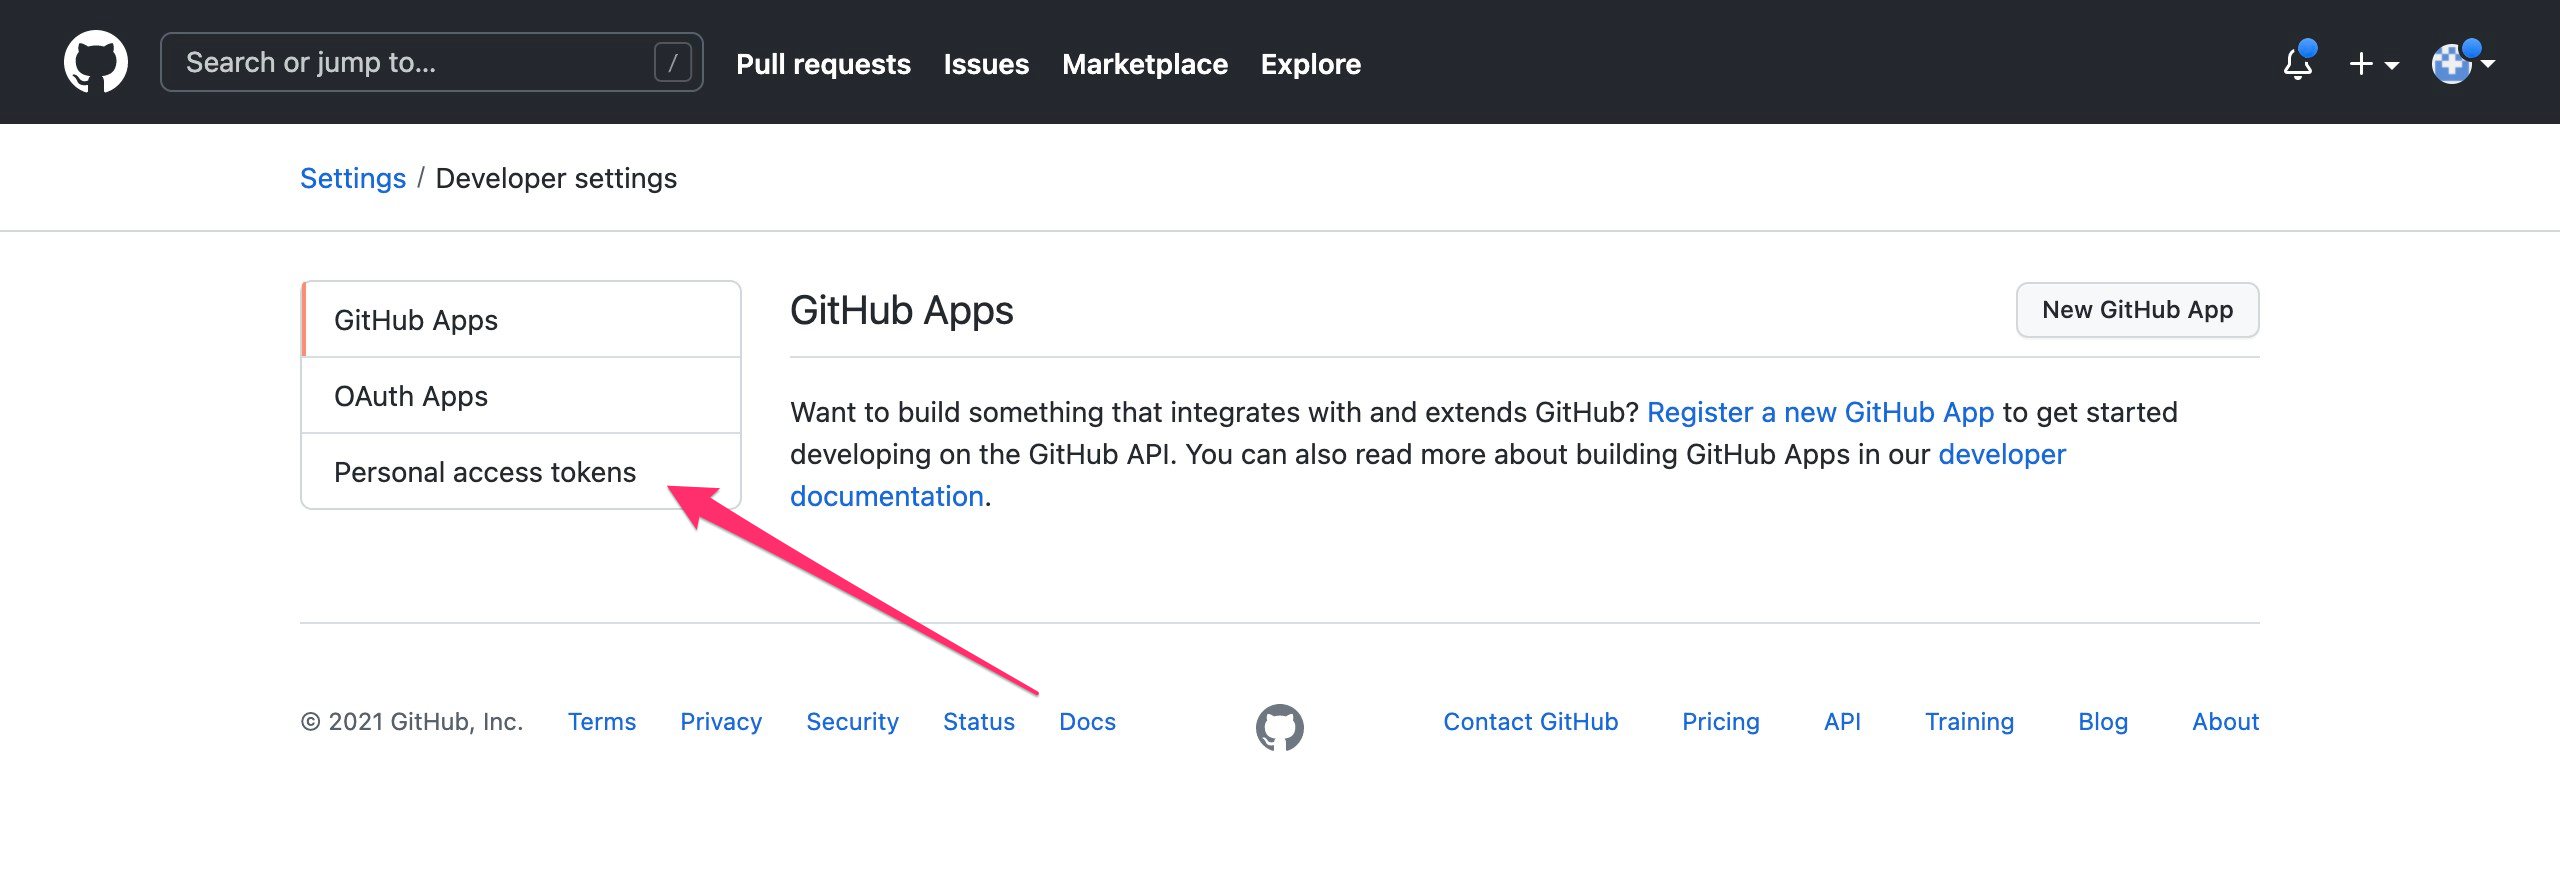 Search or jump to... /
Pull requests
Issues
Marketplace
Explore
Settings / Developer settings
GitHub Apps
OAuth Apps
Personal access tokens
GitHub Apps
New GitHub App
Want to build something that integrates with and extends GitHub? Register a new GitHub App to get started
developing on the GitHub API. You can also read more about building GitHub Apps in our developer
documentation.
© 2021 GitHub, Inc.
Terms
Privacy
Security
Status
Docs
Contact GitHub
Pricing
API
Training
Blog
About